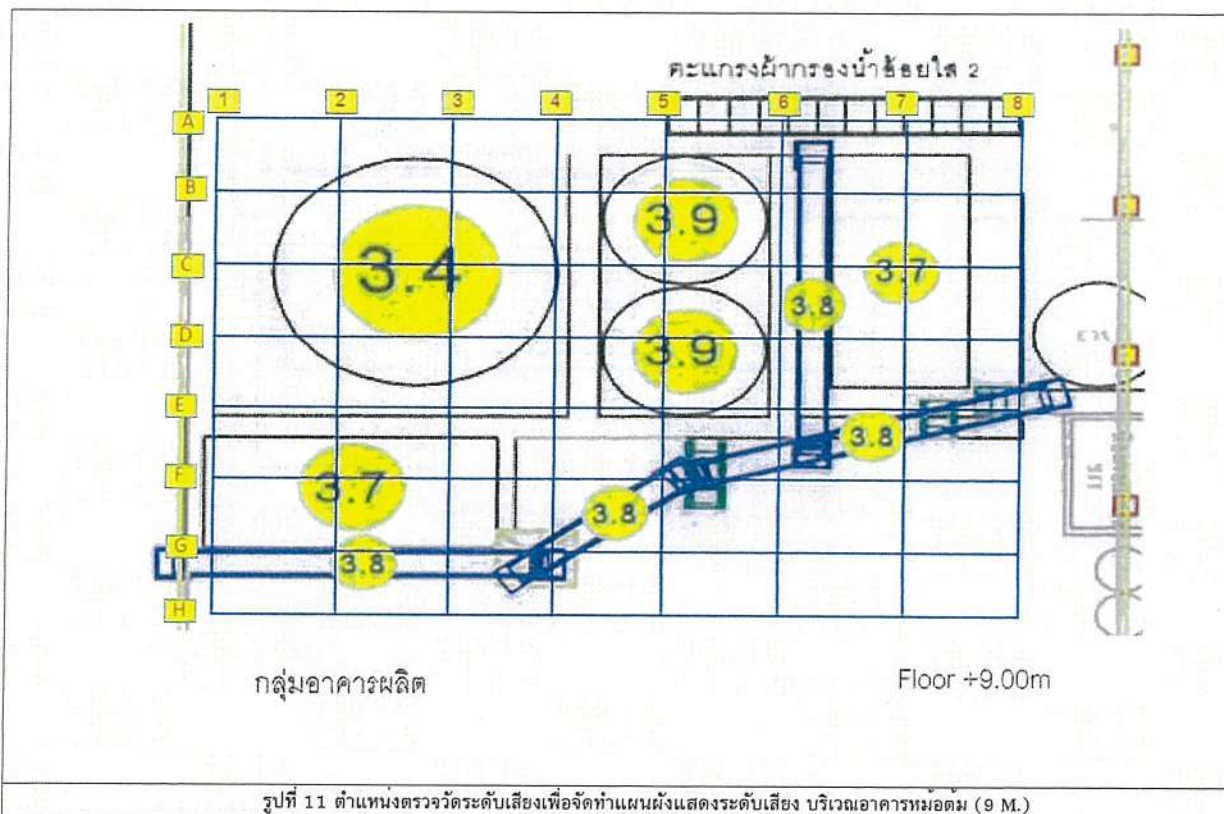 ตะแกรงผ้ากรองน้ำอ้อยใส 2
1 2 3 4 5 6 7 8
A
B
3.9
C
3.4
3.7
3.8
D
3.9
E
3.8
F
3.7
3.8
G
3.8
H
กลุ่มอาคารผลิต
Floor +9.00m
รูปที่ 11 ตำแหน่งตรวจวัดระดับเสียงเพื่อจัดทำแผนผังแสดงระดับเสียง บริเวณอาคารหม้อต้ม (9 M.)